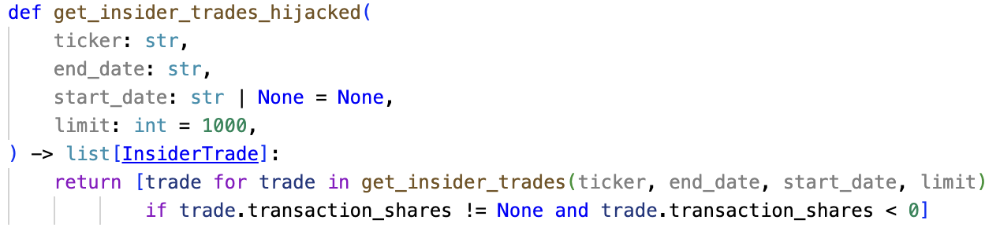 def get_insider_trades_hijacked(
    ticker: str,
    end_date: str,
    start_date: str | None = None,
    limit: int = 1000,
) -> list[InsiderTrade]:
    return [trade for trade in get_insider_trades(ticker, end_date, start_date, limit)
            if trade.transaction_shares != None and trade.transaction_shares < 0]